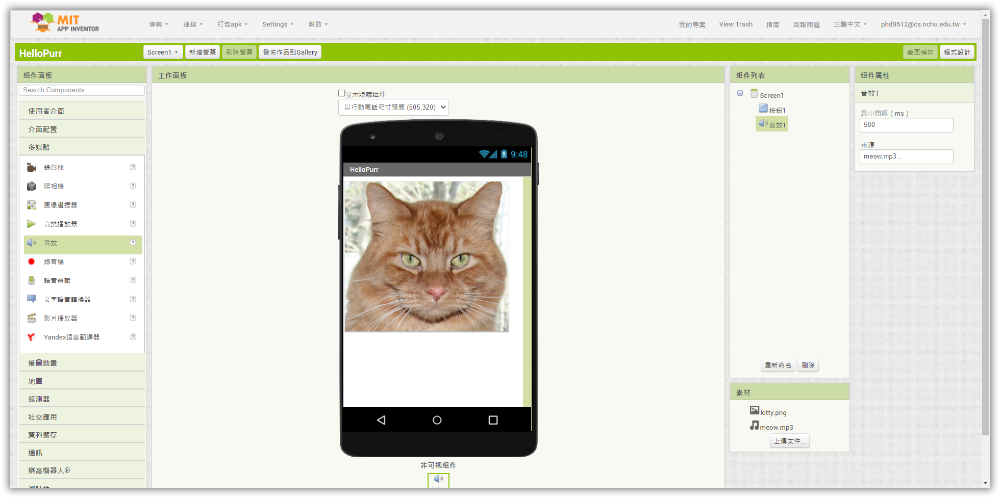 MIT
APP INVENTOR
專案 連線 打包apk Settings 幫助 我的專案 View Trash 指南 回報問題 正體中文 phd9512@cs.nchu.edu.tw
HelloPurr Screen1 新增螢幕 刪除螢幕 發佈作品到Gallery 畫面編排 程式設計
组件面板
Search Components...
使用者介面
介面配置
多媒體
錄影機
照相機
圖像選擇器
音樂播放器
音效
錄音機
語音辨識
文字語音轉換器
影片播放器
Yandex語言翻譯器
繪圖動畫
地圖
感測器
社交應用
資料儲存
通訊
樂高機器人®
工作面板
显示隐藏组件
以行動電話尺寸預覽 (505,320)
9:48
HelloPurr
非可视组件
组件列表
Screen1
按鈕1
音效1
重新命名 刪除
素材
kitty.png
meow.mp3
上傳文件...
组件属性
音效1
最小間隔 ( ms )
500
來源
meow.mp3...